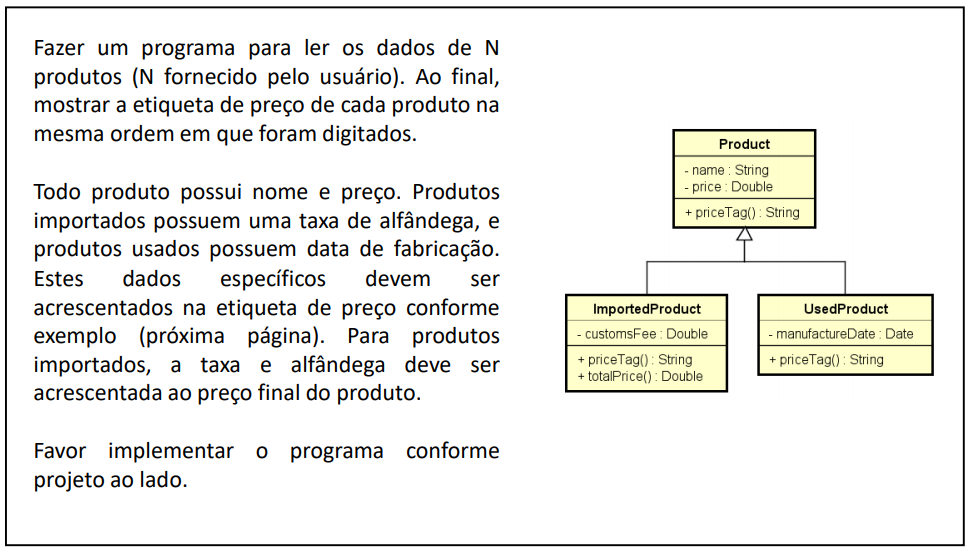 Fazer um programa para ler os dados de N
produtos (N fornecido pelo usuário). Ao final,
mostrar a etiqueta de preço de cada produto na
mesma ordem em que foram digitados.
Todo produto possui nome e preço. Produtos
importados possuem uma taxa de alfândega, e
produtos usados possuem data de fabricação.
Estes dados específicos devem ser
acrescentados na etiqueta de preço conforme
exemplo (próxima página). Para produtos
importados, a taxa e alfândega deve ser
acrescentada ao preço final do produto.
Favor implementar o programa conforme
projeto ao lado.
Product
- name : String
- price : Double
+ priceTag() : String
ImportedProduct
- customsFee : Double
+ priceTag() : String
+ totalPrice() : Double
UsedProduct
- manufactureDate : Date
+ priceTag() : String